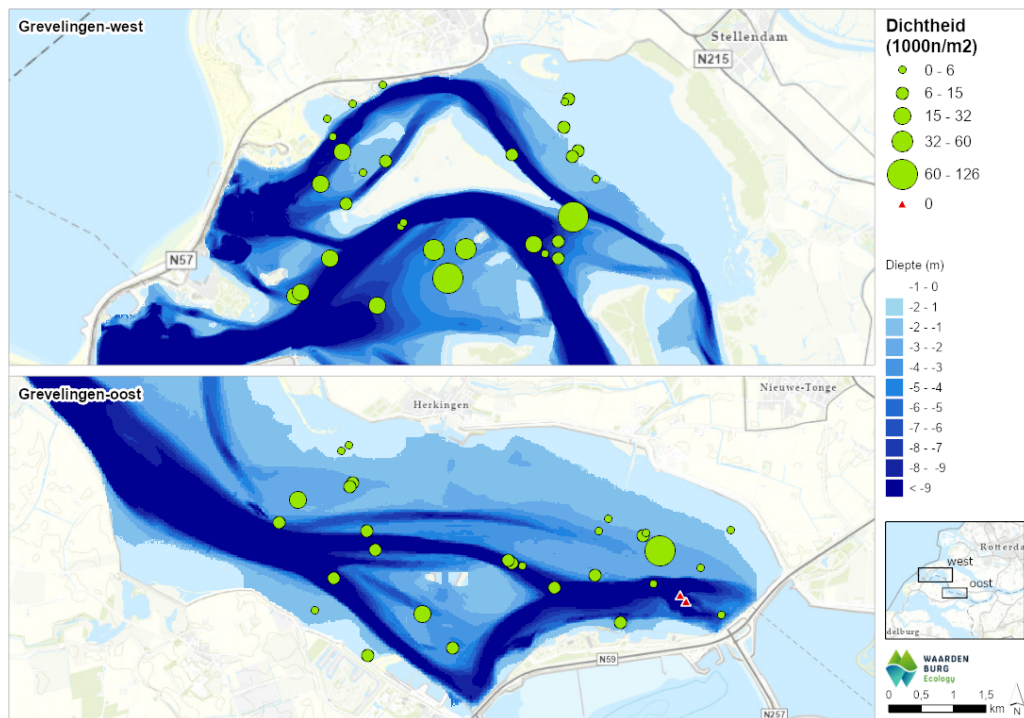 Grevelingen-west
Stellendam
N215
N57
Grevelingen-oost
Herkingen
Nieuwe-Tonge
N59
N257
Dichtheid
(1000n/m2)
0 - 6
6 - 15
15 - 32
32 - 60
60 - 126
0
Diepte (m)
-1 - 0
-2 - 1
-2 - -1
-3 - -2
-4 - -3
-5 - -4
-6 - -5
-7 - -6
-8 - -7
-8 - -9
< -9
Rotterda
west
oost
delburg
WAARDEN
BURG
Ecology
0 0,5 1 1,5
km
N